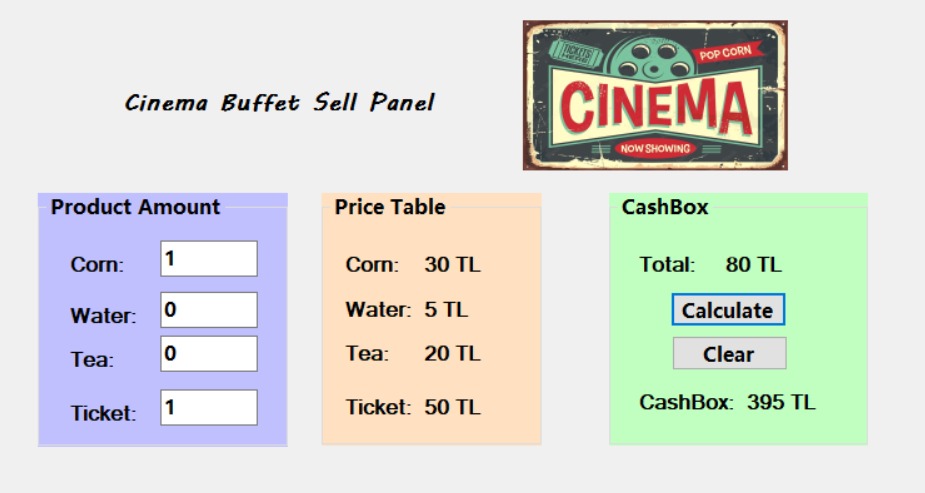 Cinema Buffet Sell Panel
TICKETS
POP CORN
CINEMA
NOW SHOWING
Product Amount
Corn: 1
Water: 0
Tea: 0
Ticket: 1
Price Table
Corn: 30 TL
Water: 5 TL
Tea: 20 TL
Ticket: 50 TL
CashBox
Total: 80 TL
Calculate
Clear
CashBox: 395 TL